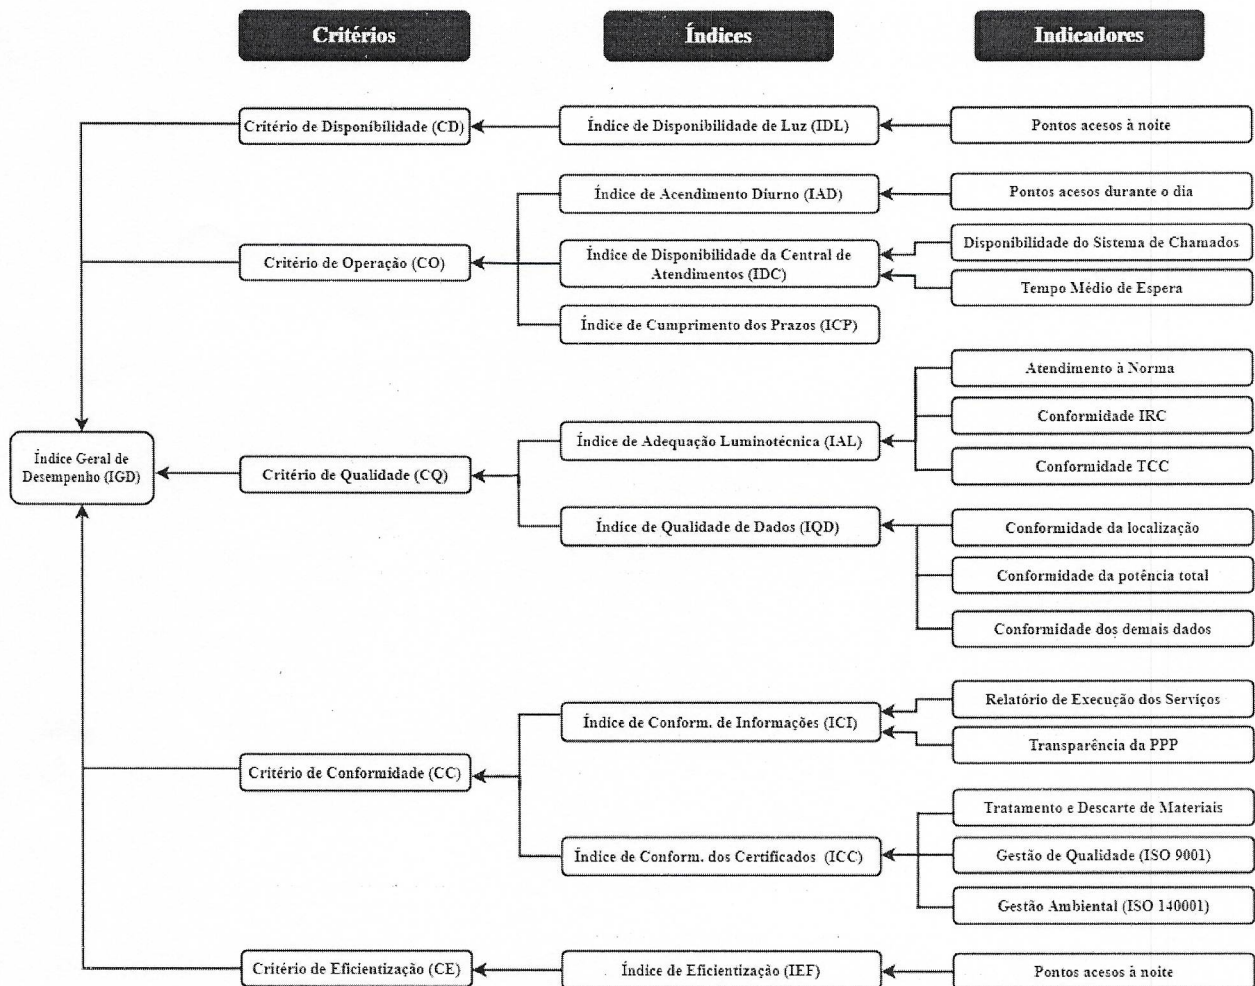 Critérios
Índices
Indicadores
Critério de Disponibilidade (CD)
Índice de Disponibilidade de Luz (IDL)
Pontos acesos à noite
Índice de Acendimento Diurno (IAD)
Pontos acesos durante o dia
Critério de Operação (CO)
Índice de Disponibilidade da Central de
Atendimentos (IDC)
Disponibilidade do Sistema de Chamados
Tempo Médio de Espera
Índice de Cumprimento dos Prazos (ICP)
Índice Geral de
Desempenho (IGD)
Critério de Qualidade (CQ)
Índice de Adequação Luminotécnica (IAL)
Atendimento à Norma
Conformidade IRC
Conformidade TCC
Índice de Qualidade de Dados (IQD)
Conformidade da localização
Conformidade da potência total
Conformidade dos demais dados
Critério de Conformidade (CC)
Índice de Conform. de Informações (ICI)
Relatório de Execução dos Serviços
Transparência da PPP
Índice de Conform. dos Certificados (ICC)
Tratamento e Descarte de Materiais
Gestão de Qualidade (ISO 9001)
Gestão Ambiental (ISO 140001)
Critério de Eficientização (CE)
Índice de Eficientização (IEF)
Pontos acesos à noite